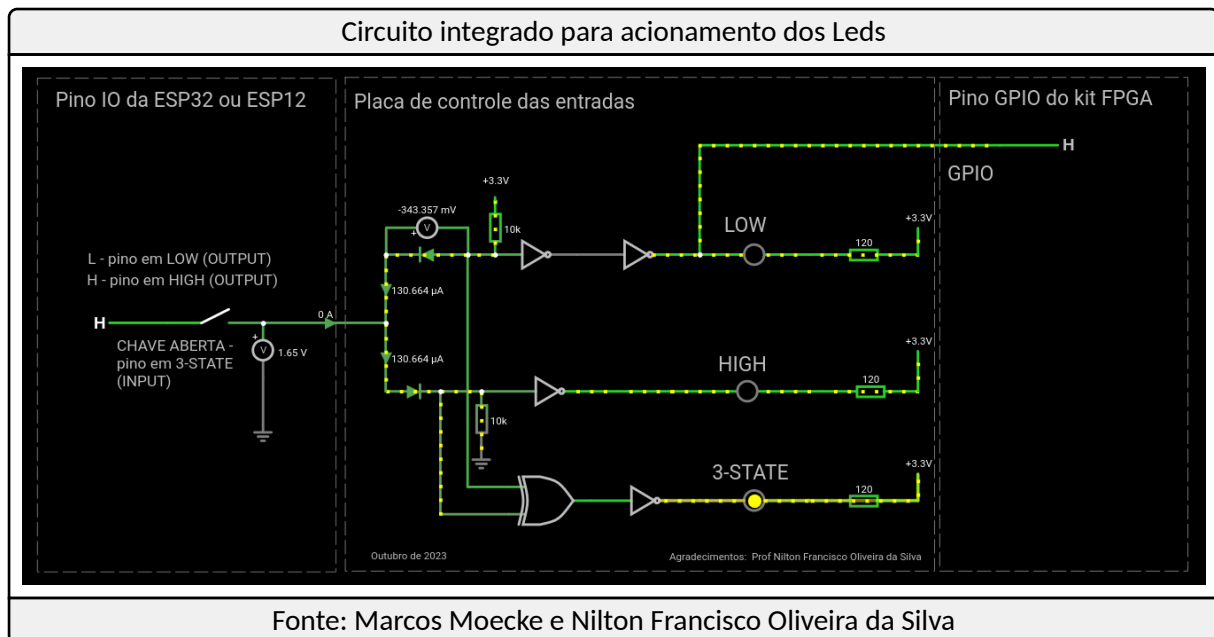 Circuito integrado para acionamento dos Leds
Pino IO da ESP32 ou ESP12
Placa de controle das entradas
Pino GPIO do kit FPGA
H
GPIO
+3.3V
-343.357 mV
+
V
10k
LOW
+3.3V
120
L - pino em LOW (OUTPUT)
H - pino em HIGH (OUTPUT)
130.664 µA
H
0 A
+
V
1.65 V
CHAVE ABERTA -
pino em 3-STATE
(INPUT)
130.664 µA
HIGH
+3.3V
120
10k
3-STATE
+3.3V
120
Outubro de 2023
Agradecimentos: Prof Nilton Francisco Oliveira da Silva
Fonte: Marcos Moecke e Nilton Francisco Oliveira da Silva